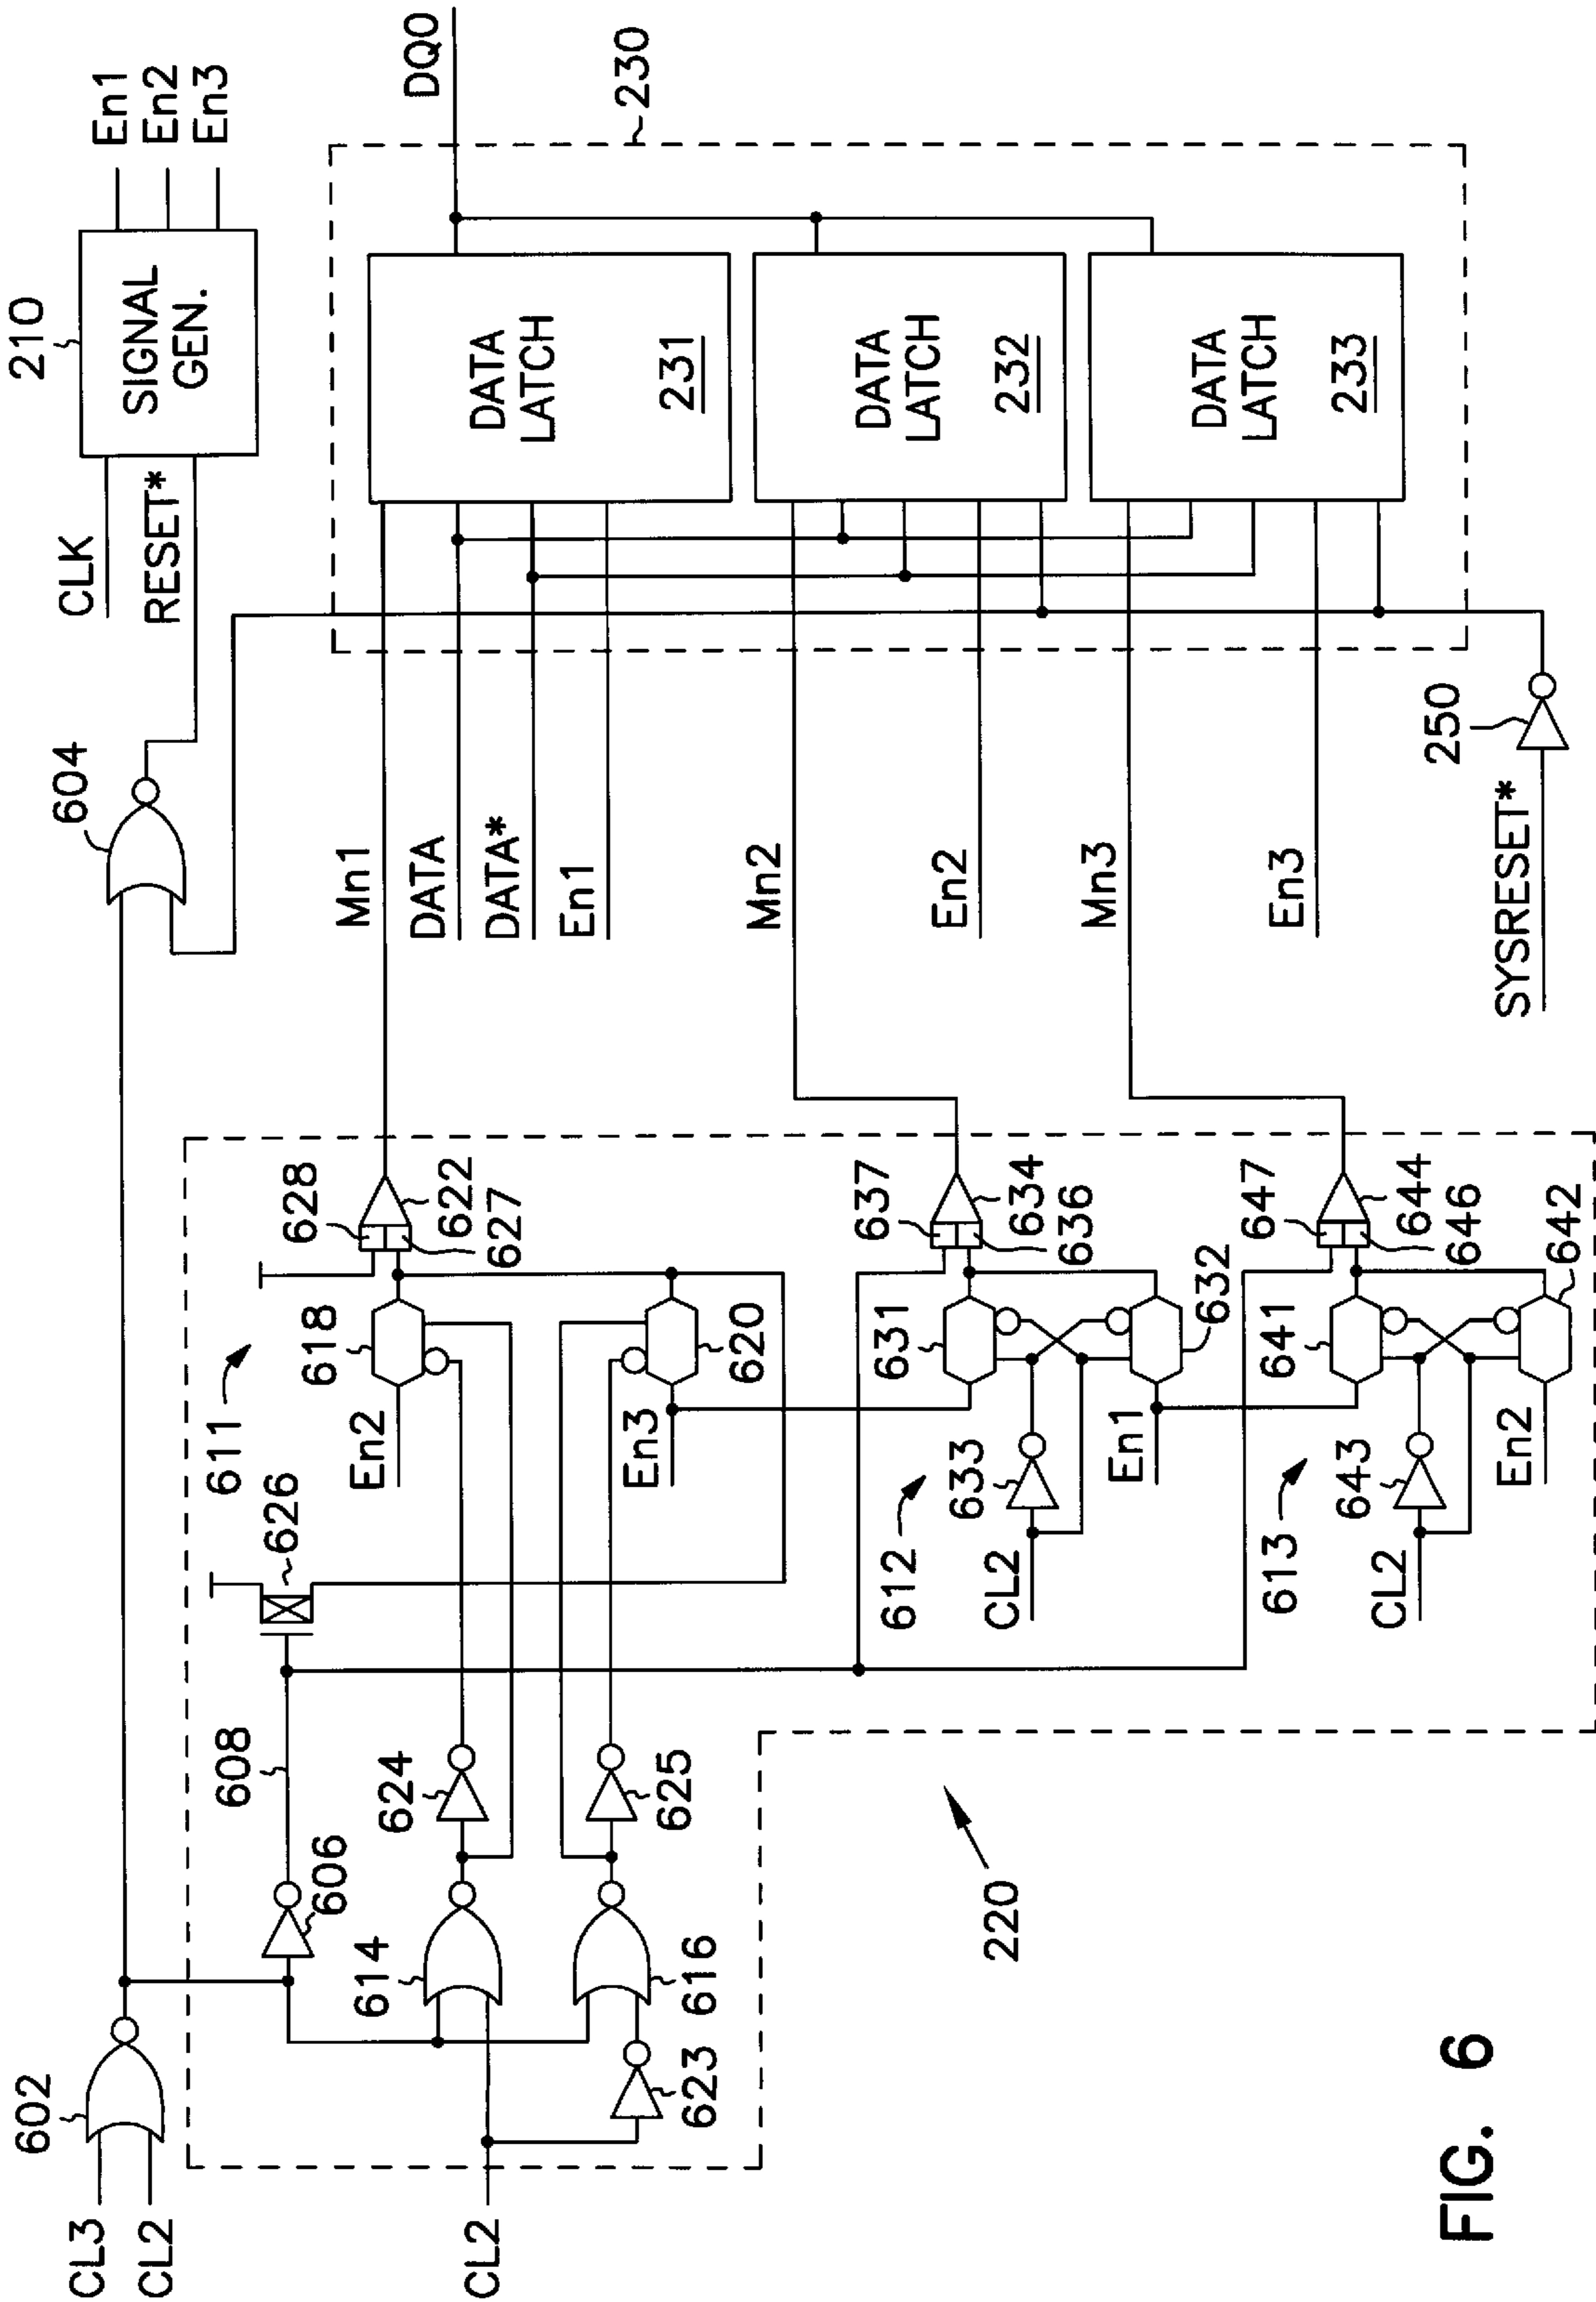 210
CLK
RESET*
SIGNAL
GEN.
En1
En2
En3
602
CL3
CL2
604
DQ0
230
608
606
626
611
628
622
627
Mn1
DATA
DATA*
En1
DATA
LATCH
231
618
En2
614
624
CL2
616
623
625
En3
620
637
634
636
Mn2
En2
DATA
LATCH
232
631
612
633
CL2
En1
632
220
647
644
646
Mn3
En3
DATA
LATCH
233
641
613
643
CL2
En2
642
SYSRESET*
250
FIG. 6